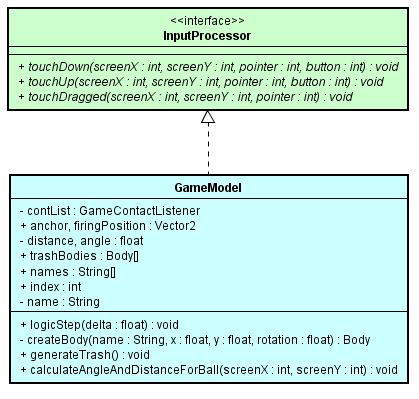 <<interface>>
InputProcessor
+ touchDown(screenX : int, screenY : int, pointer : int, button : int) : void
+ touchUp(screenX : int, screenY : int, pointer : int, button : int) : void
+ touchDragged(screenX : int, screenY : int, pointer : int) : void
GameModel
- contList : GameContactListener
+ anchor, firingPosition : Vector2
- distance, angle : float
+ trashBodies : Body[]
+ names : String[]
+ index : int
- name : String
+ logicStep(delta : float) : void
- createBody(name : String, x : float, y : float, rotation : float) : Body
+ generateTrash() : void
+ calculateAngleAndDistanceForBall(screenX : int, screenY : int) : void